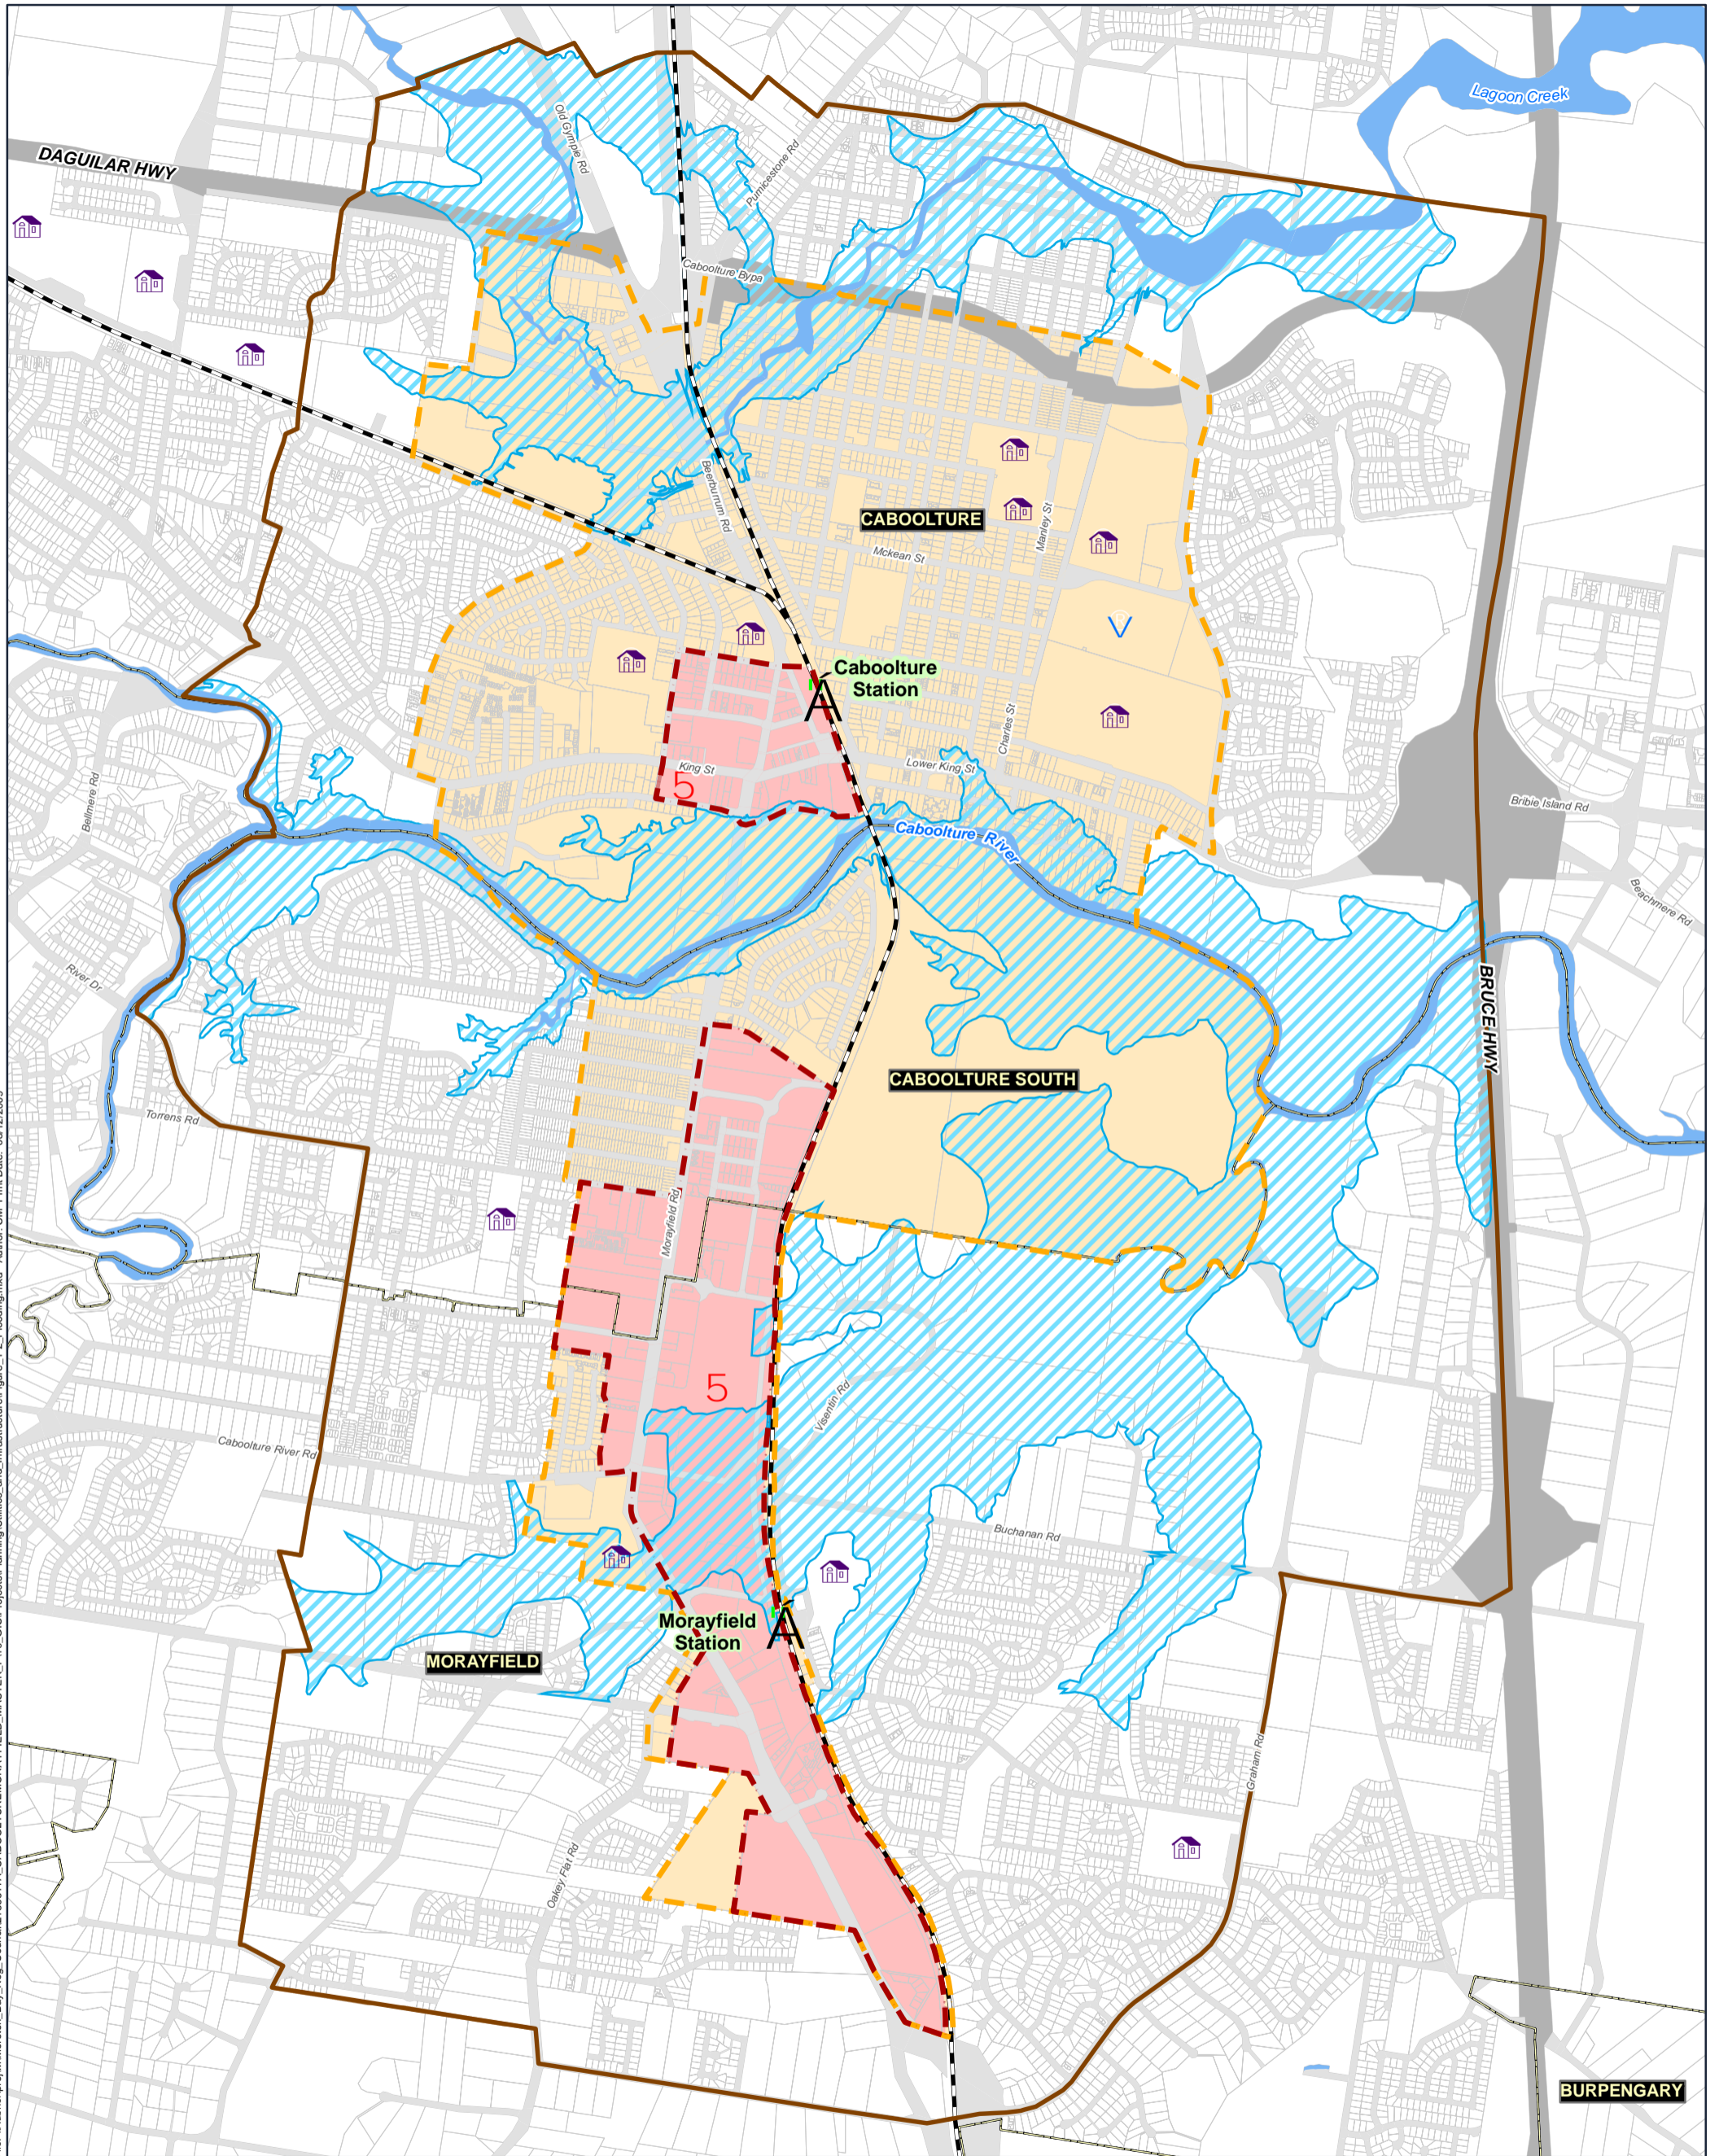 Lagoon Creek
DAGUILAR HWY
Old Gympie Rd
Pumicestone Rd
Caboolture Bypa
Beerburrum Rd
CABOOLTURE
Manley St
Mckean St
Caboolture
Station
Charles St
King St
5
Lower King St
Bellmere Rd
Bribie Island Rd
Caboolture River
Beachmere Rd
River Dr
BRUCE HWY
CABOOLTURE SOUTH
Torrens Rd
Morayfield Rd
5
Visentin Rd
Caboolture River Rd
Buchanan Rd
Morayfield
Station
MORAYFIELD
Graham Rd
Oakey Flat Rd
BURPENGARY